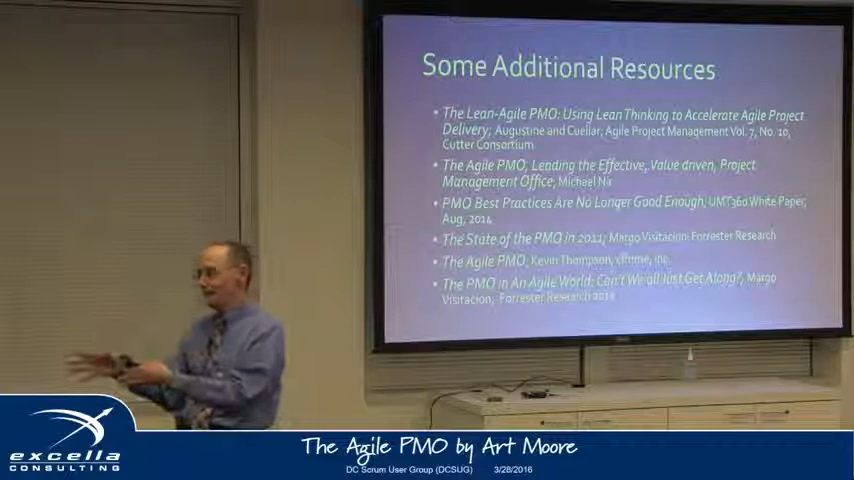 Some Additional Resources
The Lean-Agile PMO: Using Lean Thinking to Accelerate Agile Project
Delivery; Augustine and Cuellar; Agile Project Management Vol. 7, No. 10,
Cutter Consortium
The Agile PMO; Leading the Effective, Value driven, Project
Management Office; Michael Nir
PMO Best Practices Are No Longer Good Enough; UMT360 White Paper;
Aug, 2014
The State of the PMO in 2011; Margo Visitacion: Forrester Research
The Agile PMO; Kevin Thompson, cPrime, Inc.
The PMO in An Agile World: Can't We all Just Get Along?, Margo
Visitacion, Forrester Research
excella
CONSULTING
The Agile PMO by Art Moore
DC Scrum User Group (DCSUG) 3/28/2016